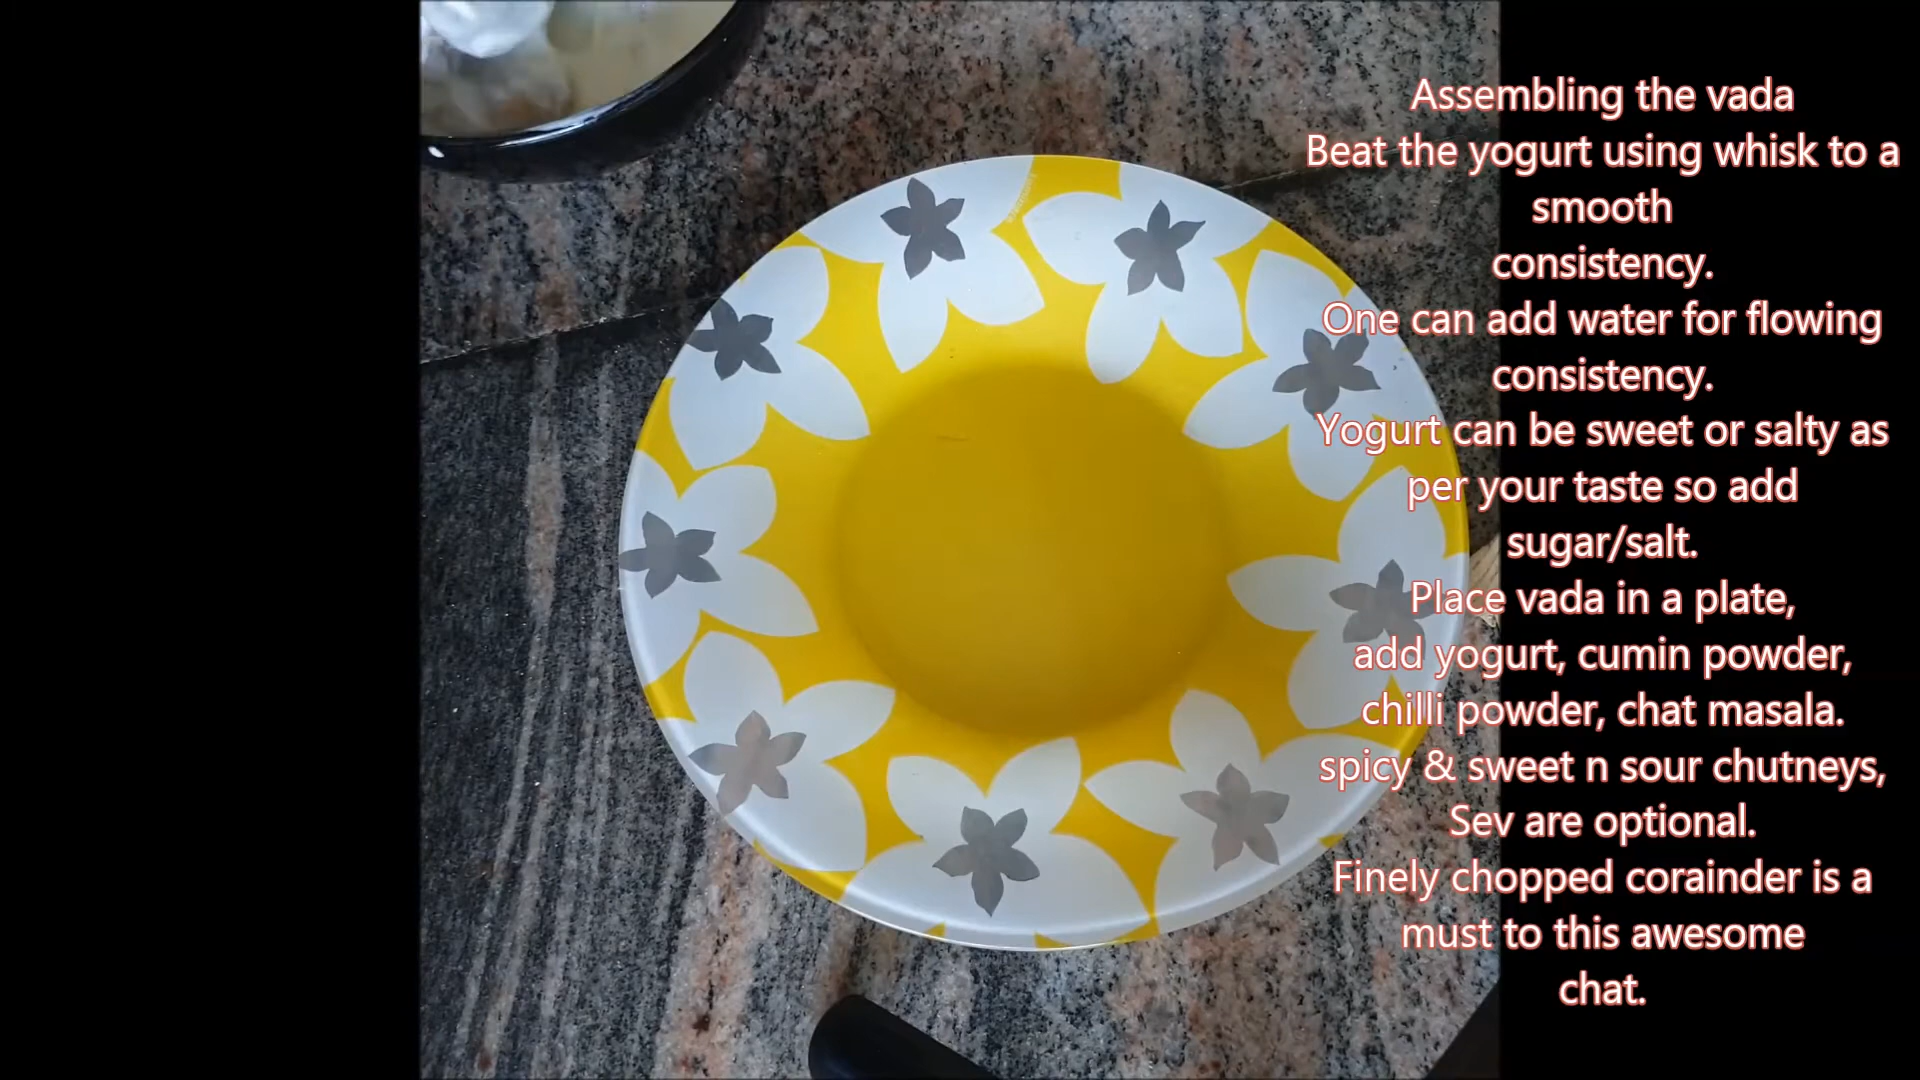 Assembling the vada
Beat the yogurt using whisk to a
smooth
consistency.
One can add water for flowing
consistency.
Yogurt can be sweet or salty as
per your taste so add
sugar/salt.
Place vada in a plate,
add yogurt, cumin powder,
chilli powder, chat masala.
spicy & sweet n sour chutneys,
Sev are optional.
Finely chopped corainder is a
must to this awesome
chat.